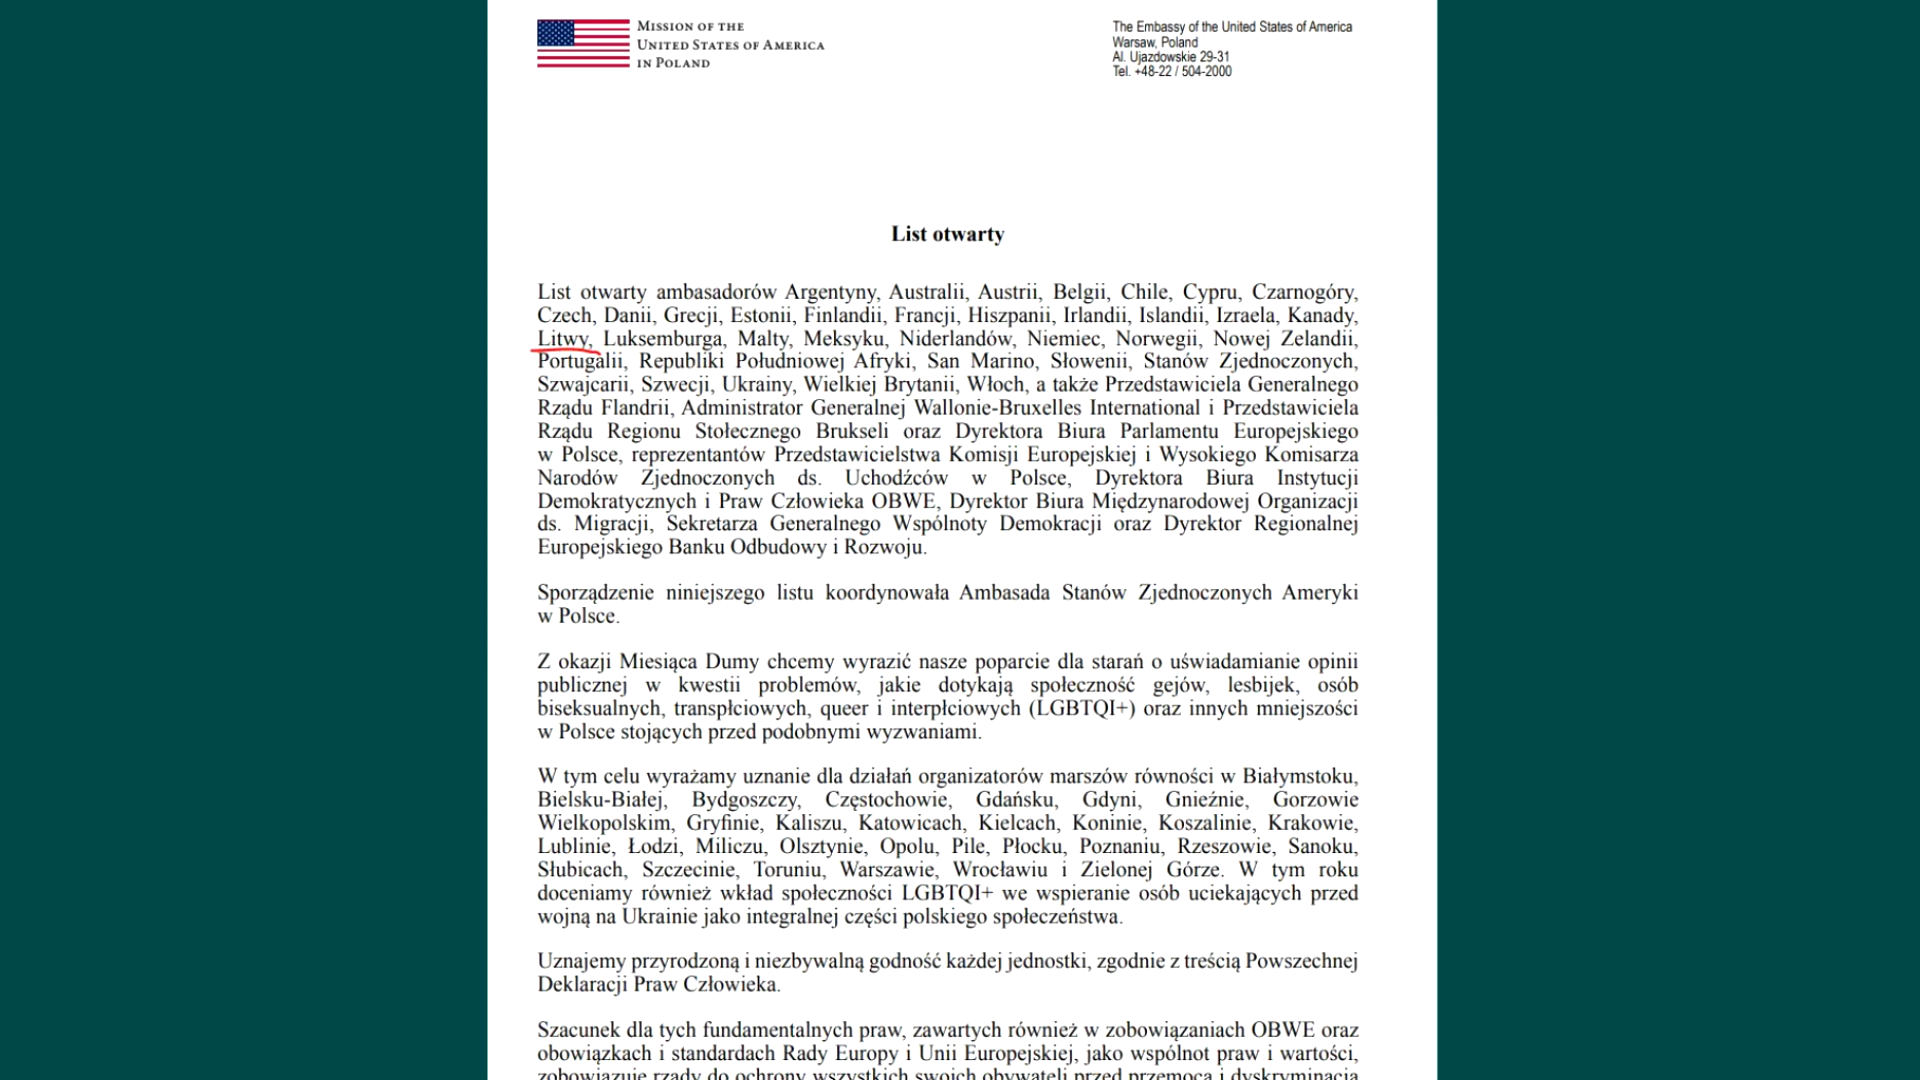 MISSION OF THE
UNITED STATES OF AMERICA
IN POLAND
The Embassy of the United States of America
Warsaw, Poland
Al. Ujazdowskie 29-31
Tel. +48-22 / 504-2000
List otwarty
List otwarty ambasadorów Argentyny, Australii, Austrii, Belgii, Chile, Cypru, Czarnogóry,
Czech, Danii, Grecji, Estonii, Finlandii, Francji, Hiszpanii, Irlandii, Islandii, Izraela, Kanady,
Litwy, Luksemburga, Malty, Meksyku, Niderlandów, Niemiec, Norwegii, Nowej Zelandii,
Portugalii, Republiki Południowej Afryki, San Marino, Słowenii, Stanów Zjednoczonych,
Szwajcarii, Szwecji, Ukrainy, Wielkiej Brytanii, Włoch, a także Przedstawiciela Generalnego
Rządu Flandrii, Administrator Generalnej Wallonie-Bruxelles International i Przedstawiciela
Rządu Regionu Stołecznego Brukseli oraz Dyrektora Biura Parlamentu Europejskiego
w Polsce, reprezentantów Przedstawicielstwa Komisji Europejskiej i Wysokiego Komisarza
Narodów Zjednoczonych ds. Uchodźców w Polsce, Dyrektora Biura Instytucji
Demokratycznych i Praw Człowieka OBWE, Dyrektor Biura Międzynarodowej Organizacji
ds. Migracji, Sekretarza Generalnego Wspólnoty Demokracji oraz Dyrektor Regionalnej
Europejskiego Banku Odbudowy i Rozwoju.
Sporządzenie niniejszego listu koordynowała Ambasada Stanów Zjednoczonych Ameryki
w Polsce.
Z okazji Miesiąca Dumy chcemy wyrazić nasze poparcie dla starań o uświadamianie opinii
publicznej w kwestii problemów, jakie dotykają społeczność gejów, lesbijek, osób
biseksualnych, transpłciowych, queer i interpłciowych (LGBTQI+) oraz innych mniejszości
w Polsce stojących przed podobnymi wyzwaniami.
W tym celu wyrażamy uznanie dla działań organizatorów marszów równości w Białymstoku,
Bielsku-Białej, Bydgoszczy, Częstochowie, Gdańsku, Gdyni, Gnieźnie, Gorzowie
Wielkopolskim, Gryfinie, Kaliszu, Katowicach, Kielcach, Koninie, Koszalinie, Krakowie,
Lublinie, Łodzi, Miliczu, Olsztynie, Opolu, Pile, Płocku, Poznaniu, Rzeszowie, Sanoku,
Słubicach, Szczecinie, Toruniu, Warszawie, Wrocławiu i Zielonej Górze. W tym roku
doceniamy również wkład społeczności LGBTQI+ we wspieranie osób uciekających przed
wojną na Ukrainie jako integralnej części polskiego społeczeństwa.
Uznajemy przyrodzoną i niezbywalną godność każdej jednostki, zgodnie z treścią Powszechnej
Deklaracji Praw Człowieka.
Szacunek dla tych fundamentalnych praw, zawartych również w zobowiązaniach OBWE oraz
obowiązkach i standardach Rady Europy i Unii Europejskiej, jako wspólnot praw i wartości,
zobowiązuje rządy do ochrony wszystkich swoich obywateli przed przemocą i dyskryminacją